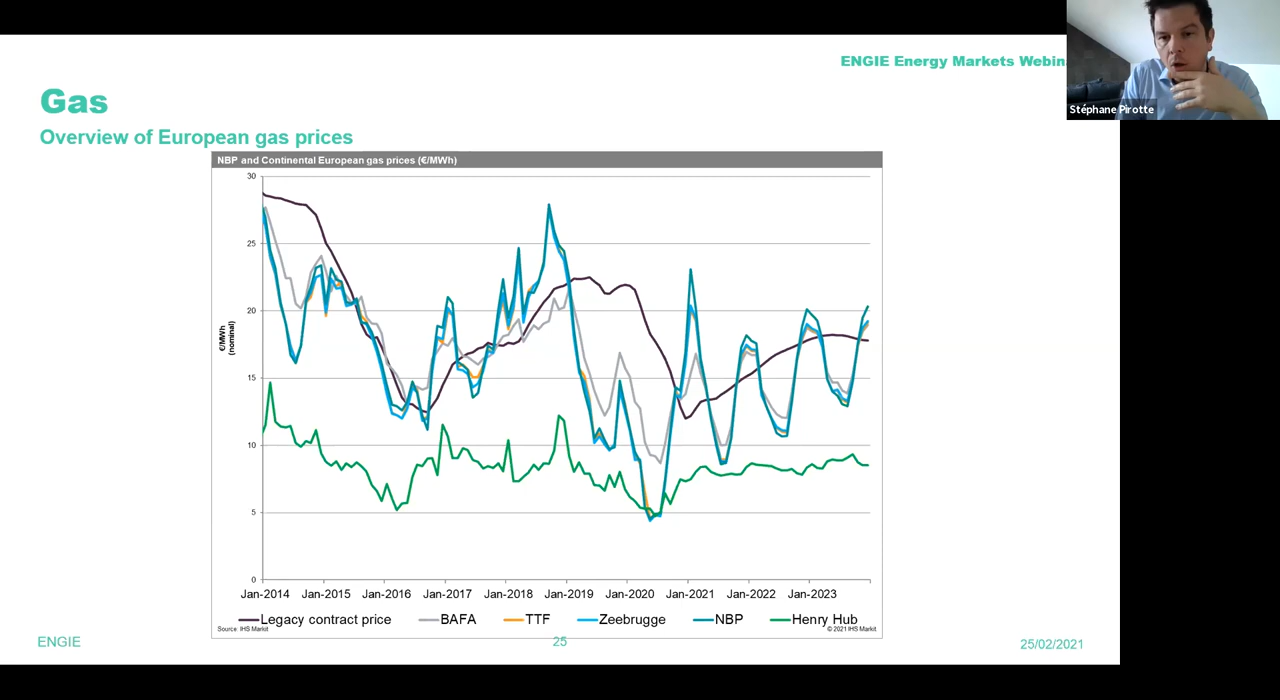 ENGIE Energy Markets Webin
Stéphane Pirotte
Gas
Overview of European gas prices
NBP and Continental European gas prices (€/MWh)
30
25
20
15
10
5
0
€/MWh
(nominal)
Jan-2014 Jan-2015 Jan-2016 Jan-2017 Jan-2018 Jan-2019 Jan-2020 Jan-2021 Jan-2022 Jan-2023
Legacy contract price BAFA TTF Zeebrugge NBP Henry Hub
Source: IHS Markit © 2021 IHS Markit
ENGIE 25 25/02/2021